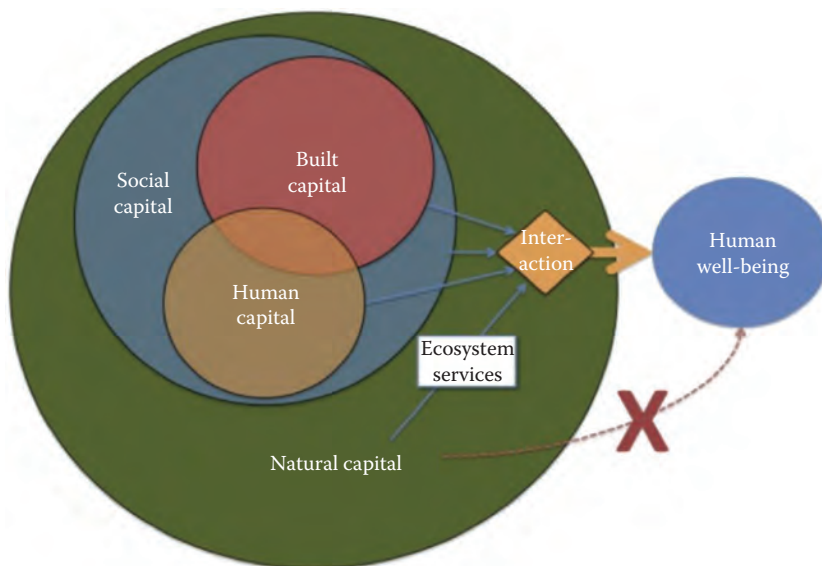 Built
capital
Social
capital
Inter-
action
Human
well-being
Human
capital
Ecosystem
services
Natural capital
X